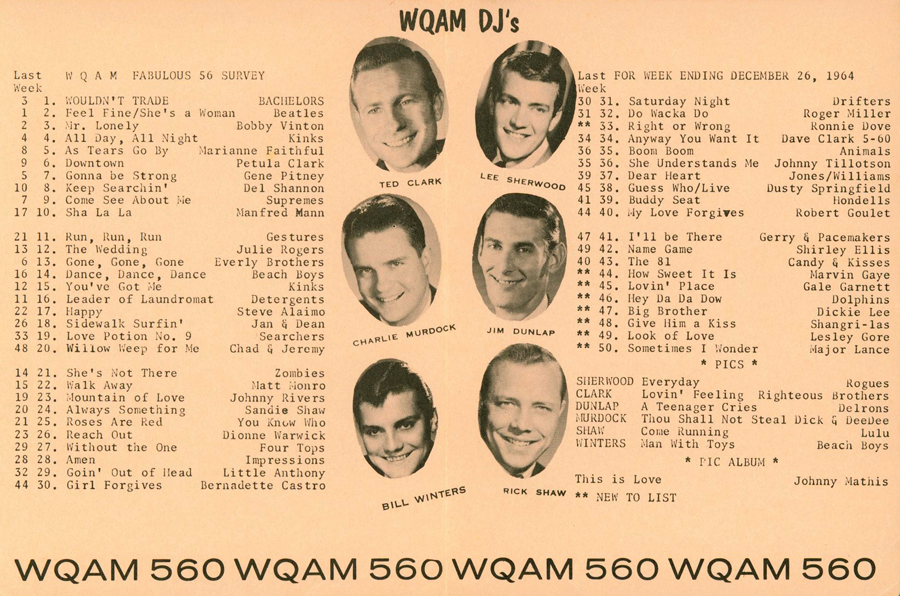 WQAM DJ's
Last W Q A M FABULOUS 56 SURVEY
Week
3 1. WOULDN'T TRADE BACHELORS
1 2. Feel Fine/She's a Woman Beatles
2 3. Mr. Lonely Bobby Vinton
4 4. All Day, All Night Kinks
8 5. As Tears Go By Marianne Faithful
9 6. Downtown Petula Clark
5 7. Gonna be Strong Gene Pitney
10 8. Keep Searchin' Del Shannon
7 9. Come See About Me Supremes
17 10. Sha La La Manfred Mann
21 11. Run, Run, Run Gestures
13 12. The Wedding Julie Rogers
6 13. Gone, Gone, Gone Everly Brothers
16 14. Dance, Dance, Dance Beach Boys
12 15. You've Got Me Kinks
11 16. Leader of Laundromat Detergents
22 17. Happy Steve Alaimo
26 18. Sidewalk Surfin' Jan & Dean
33 19. Love Potion No. 9 Searchers
48 20. Willow Weep for Me Chad & Jeremy
14 21. She's Not There Zombies
15 22. Walk Away Matt Monro
19 23. Mountain of Love Johnny Rivers
20 24. Always Something Sandie Shaw
21 25. Roses Are Red You Know Who
23 26. Reach Out Dionne Warwick
29 27. Without the One Four Tops
28 28. Amen Impressions
32 29. Goin' Out of Head Little Anthony
44 30. Girl Forgives Bernadette Castro
TED CLARK
LEE SHERWOOD
CHARLIE MURDOCK
JIM DUNLAP
BILL WINTERS
RICK SHAW
Last FOR WEEK ENDING DECEMBER 26, 1964
Week
30 31. Saturday Night Drifters
31 32. Do Wacka Do Roger Miller
** 33. Right or Wrong Ronnie Dove
34 34. Anyway You Want It Dave Clark 5-60
36 35. Boom Boom Animals
35 36. She Understands Me Johnny Tillotson
39 37. Dear Heart Jones/Williams
45 38. Guess Who/Live Dusty Springfield
41 39. Buddy Seat Hondells
44 40. My Love Forgives Robert Goulet
47 41. I'll be There Gerry & Pacemakers
49 42. Name Game Shirley Ellis
40 43. The 81 Candy & Kisses
** 44. How Sweet It Is Marvin Gaye
** 45. Lovin' Place Gale Garnett
** 46. Hey Da Da Dow Dolphins
** 47. Big Brother Dickie Lee
** 48. Give Him a Kiss Shangri-las
** 49. Look of Love Lesley Gore
** 50. Sometimes I Wonder Major Lance
* PICS *
SHERWOOD Everyday Rogues
CLARK Lovin' Feeling Righteous Brothers
DUNLAP A Teenager Cries Delrons
MURDOCK Thou Shall Not Steal Dick & DeeDee
SHAW Come Running Lulu
WINTERS Man With Toys Beach Boys
* PIC ALBUM *
This is Love Johnny Mathis
** NEW TO LIST
WQAM 560 WQAM 560 WQAM 560 WQAM 560